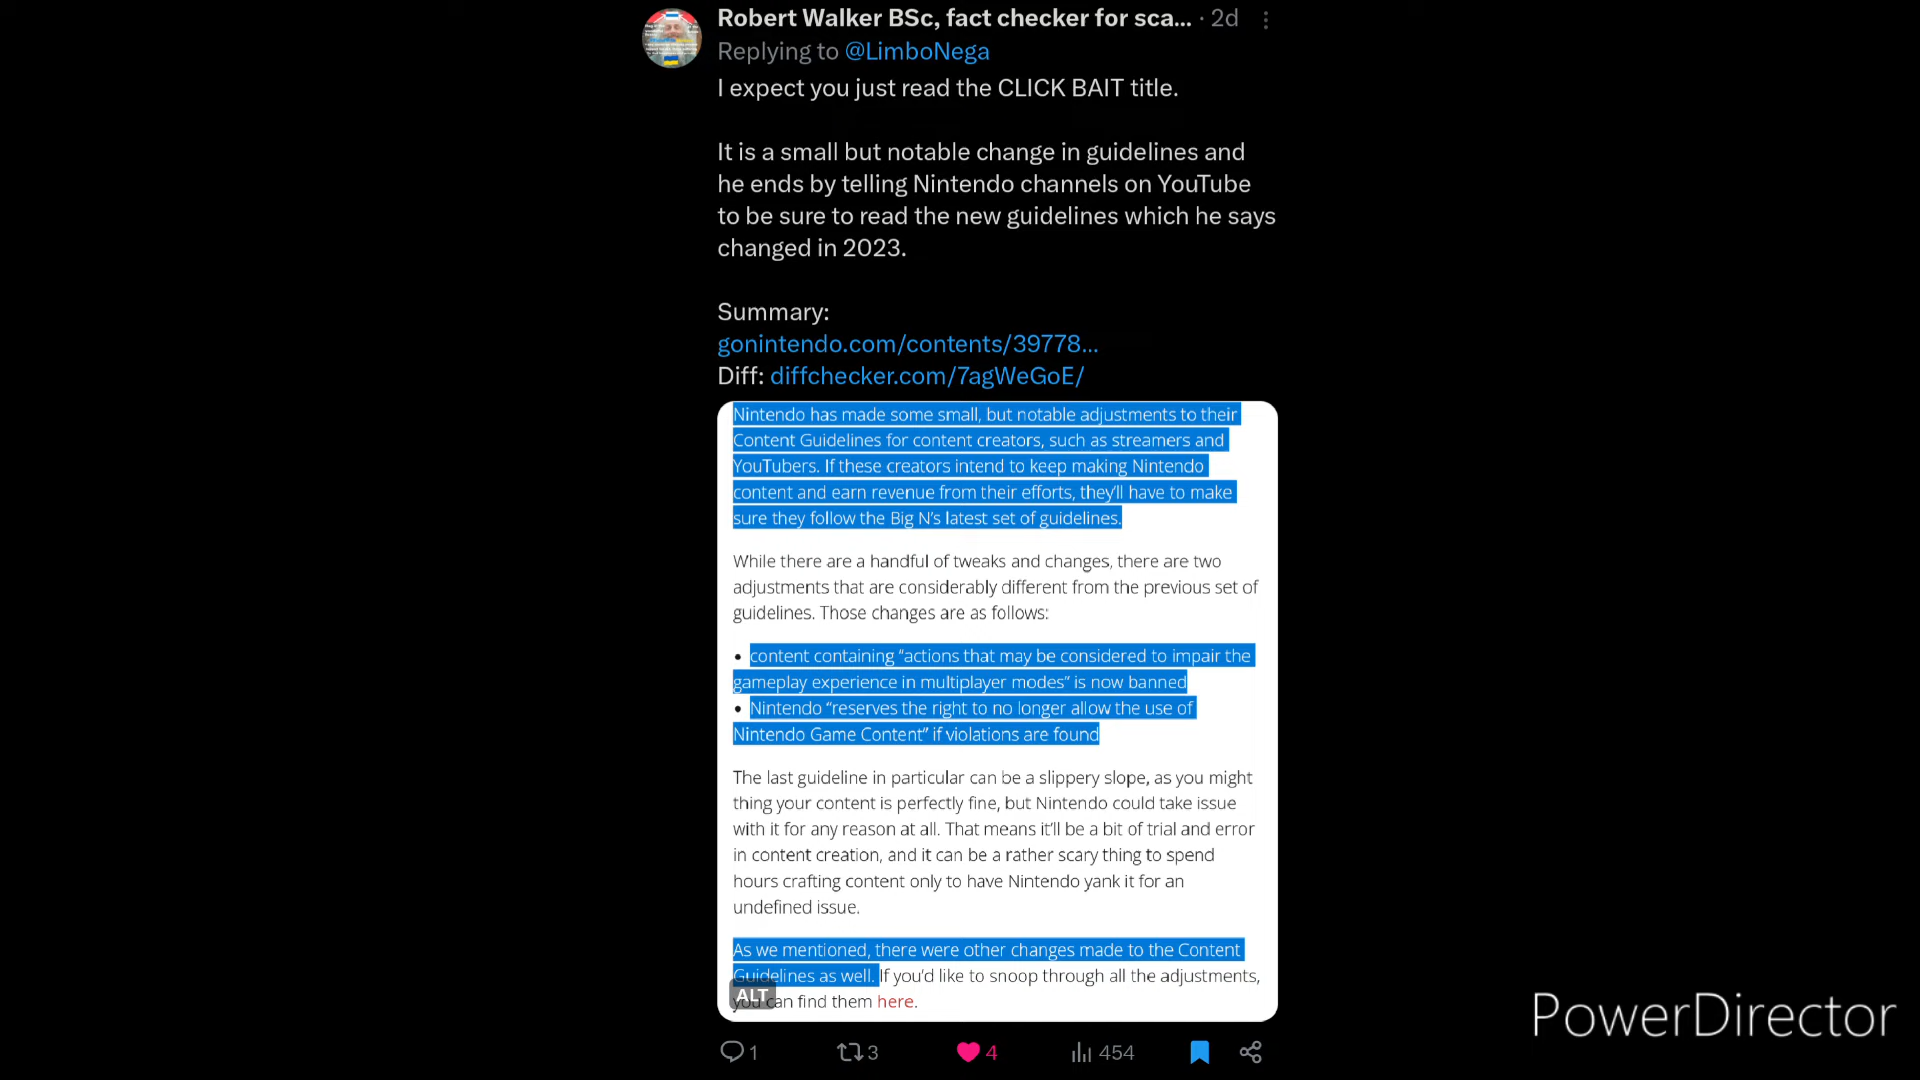 Robert Walker BSc, fact checker for sca... · 2d
Replying to @LimboNega
I expect you just read the CLICK BAIT title.
It is a small but notable change in guidelines and
he ends by telling Nintendo channels on YouTube
to be sure to read the new guidelines which he says
changed in 2023.
Summary:
gonintendo.com/contents/39778...
Diff: diffchecker.com/7agWeGoE/
Nintendo has made some small, but notable adjustments to their
Content Guidelines for content creators, such as streamers and
YouTubers. If these creators intend to keep making Nintendo
content and earn revenue from their efforts, they'll have to make
sure they follow the Big N's latest set of guidelines.
While there are a handful of tweaks and changes, there are two
adjustments that are considerably different from the previous set of
guidelines. Those changes are as follows:
• content containing “actions that may be considered to impair the
gameplay experience in multiplayer modes” is now banned
• Nintendo “reserves the right to no longer allow the use of
Nintendo Game Content” if violations are found
The last guideline in particular can be a slippery slope, as you might
thing your content is perfectly fine, but Nintendo could take issue
with it for any reason at all. That means it'll be a bit of trial and error
in content creation, and it can be a rather scary thing to spend
hours crafting content only to have Nintendo yank it for an
undefined issue.
As we mentioned, there were other changes made to the Content
Guidelines as well. If you'd like to snoop through all the adjustments,
you can find them here.
ALT
1 3 4 454
PowerDirector